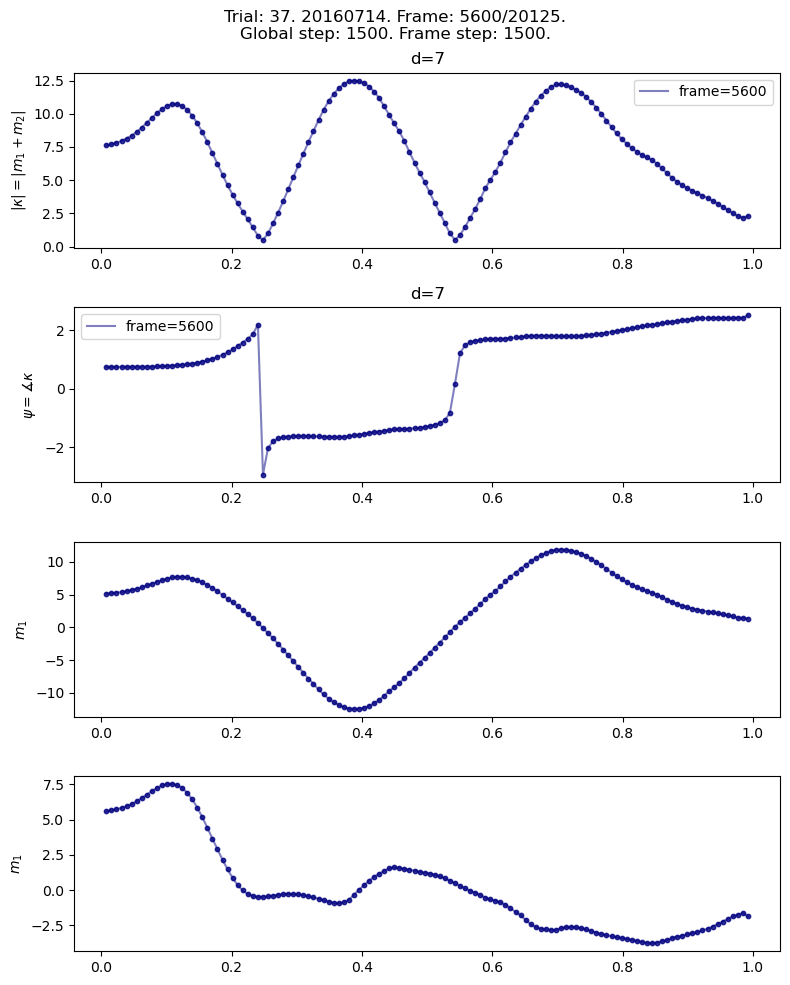 Trial: 37. 20160714. Frame: 5600/20125.
Global step: 1500. Frame step: 1500.
d=7
|κ| = |m₁ + m₂|
12.5
10.0
7.5
5.0
2.5
0.0
frame=5600
0.0 0.2 0.4 0.6 0.8 1.0
d=7
ψ = ∡κ
2
0
−2
frame=5600
0.0 0.2 0.4 0.6 0.8 1.0
m₁
10
5
0
−5
−10
0.0 0.2 0.4 0.6 0.8 1.0
m₁
7.5
5.0
2.5
0.0
−2.5
0.0 0.2 0.4 0.6 0.8 1.0